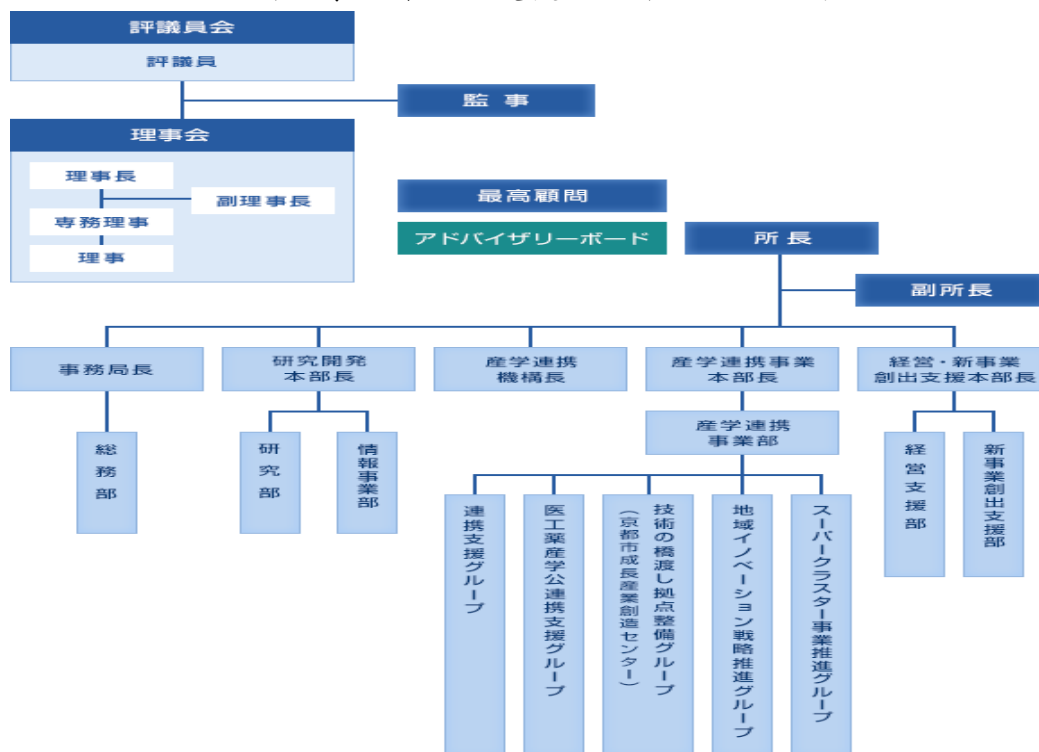 評議員会
評議員
監事
理事会
理事長
副理事長
専務理事
理事
最高顧問
アドバイザリーボード
所長
副所長
事務局長
研究開発
本部長
産学連携
機構長
産学連携事業
本部長
経営・新事業
創出支援本部長
産学連携
事業部
総務部
研究部
情報事業部
連携支援グループ
医工薬産学公連携支援グループ
技術の橋渡し拠点整備グループ
（京都市成長産業創造センター）
地域イノベーション戦略推進グループ
スーパークラスター事業推進グループ
経営支援部
新事業創出支援部